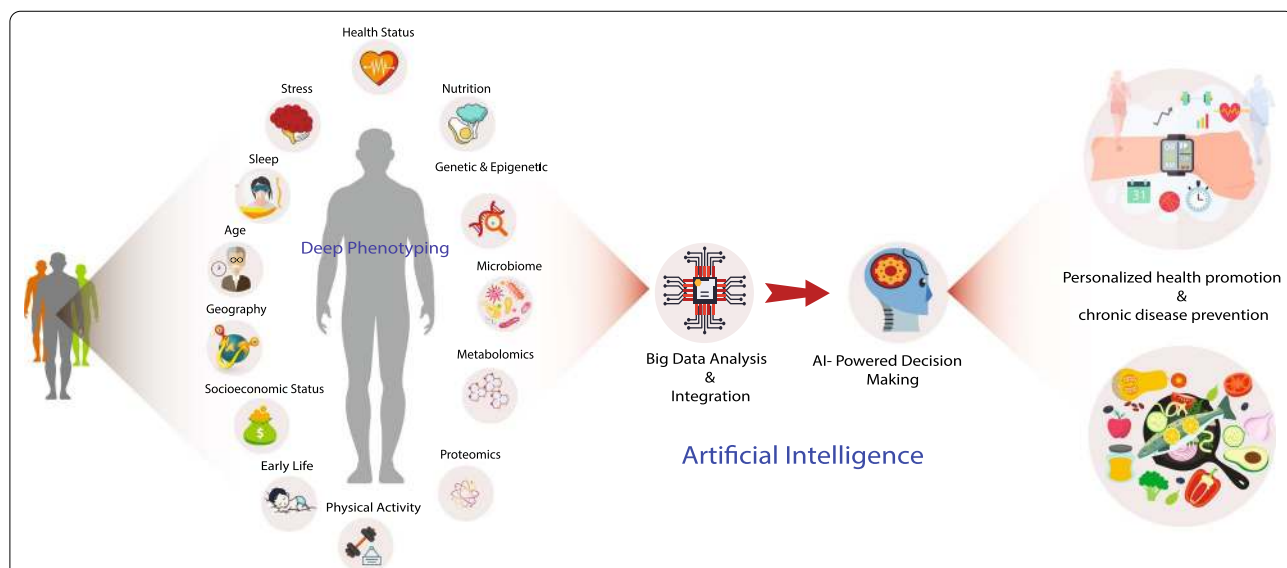 Health Status
Stress
Nutrition
Sleep
Genetic & Epigenetic
Age
Deep Phenotyping
Microbiome
Geography
Metabolomics
Socioeconomic Status
$
Early Life
Proteomics
Physical Activity
Big Data Analysis
&
Integration
AI- Powered Decision
Making
Artificial Intelligence
31
Personalized health promotion
&
chronic disease prevention